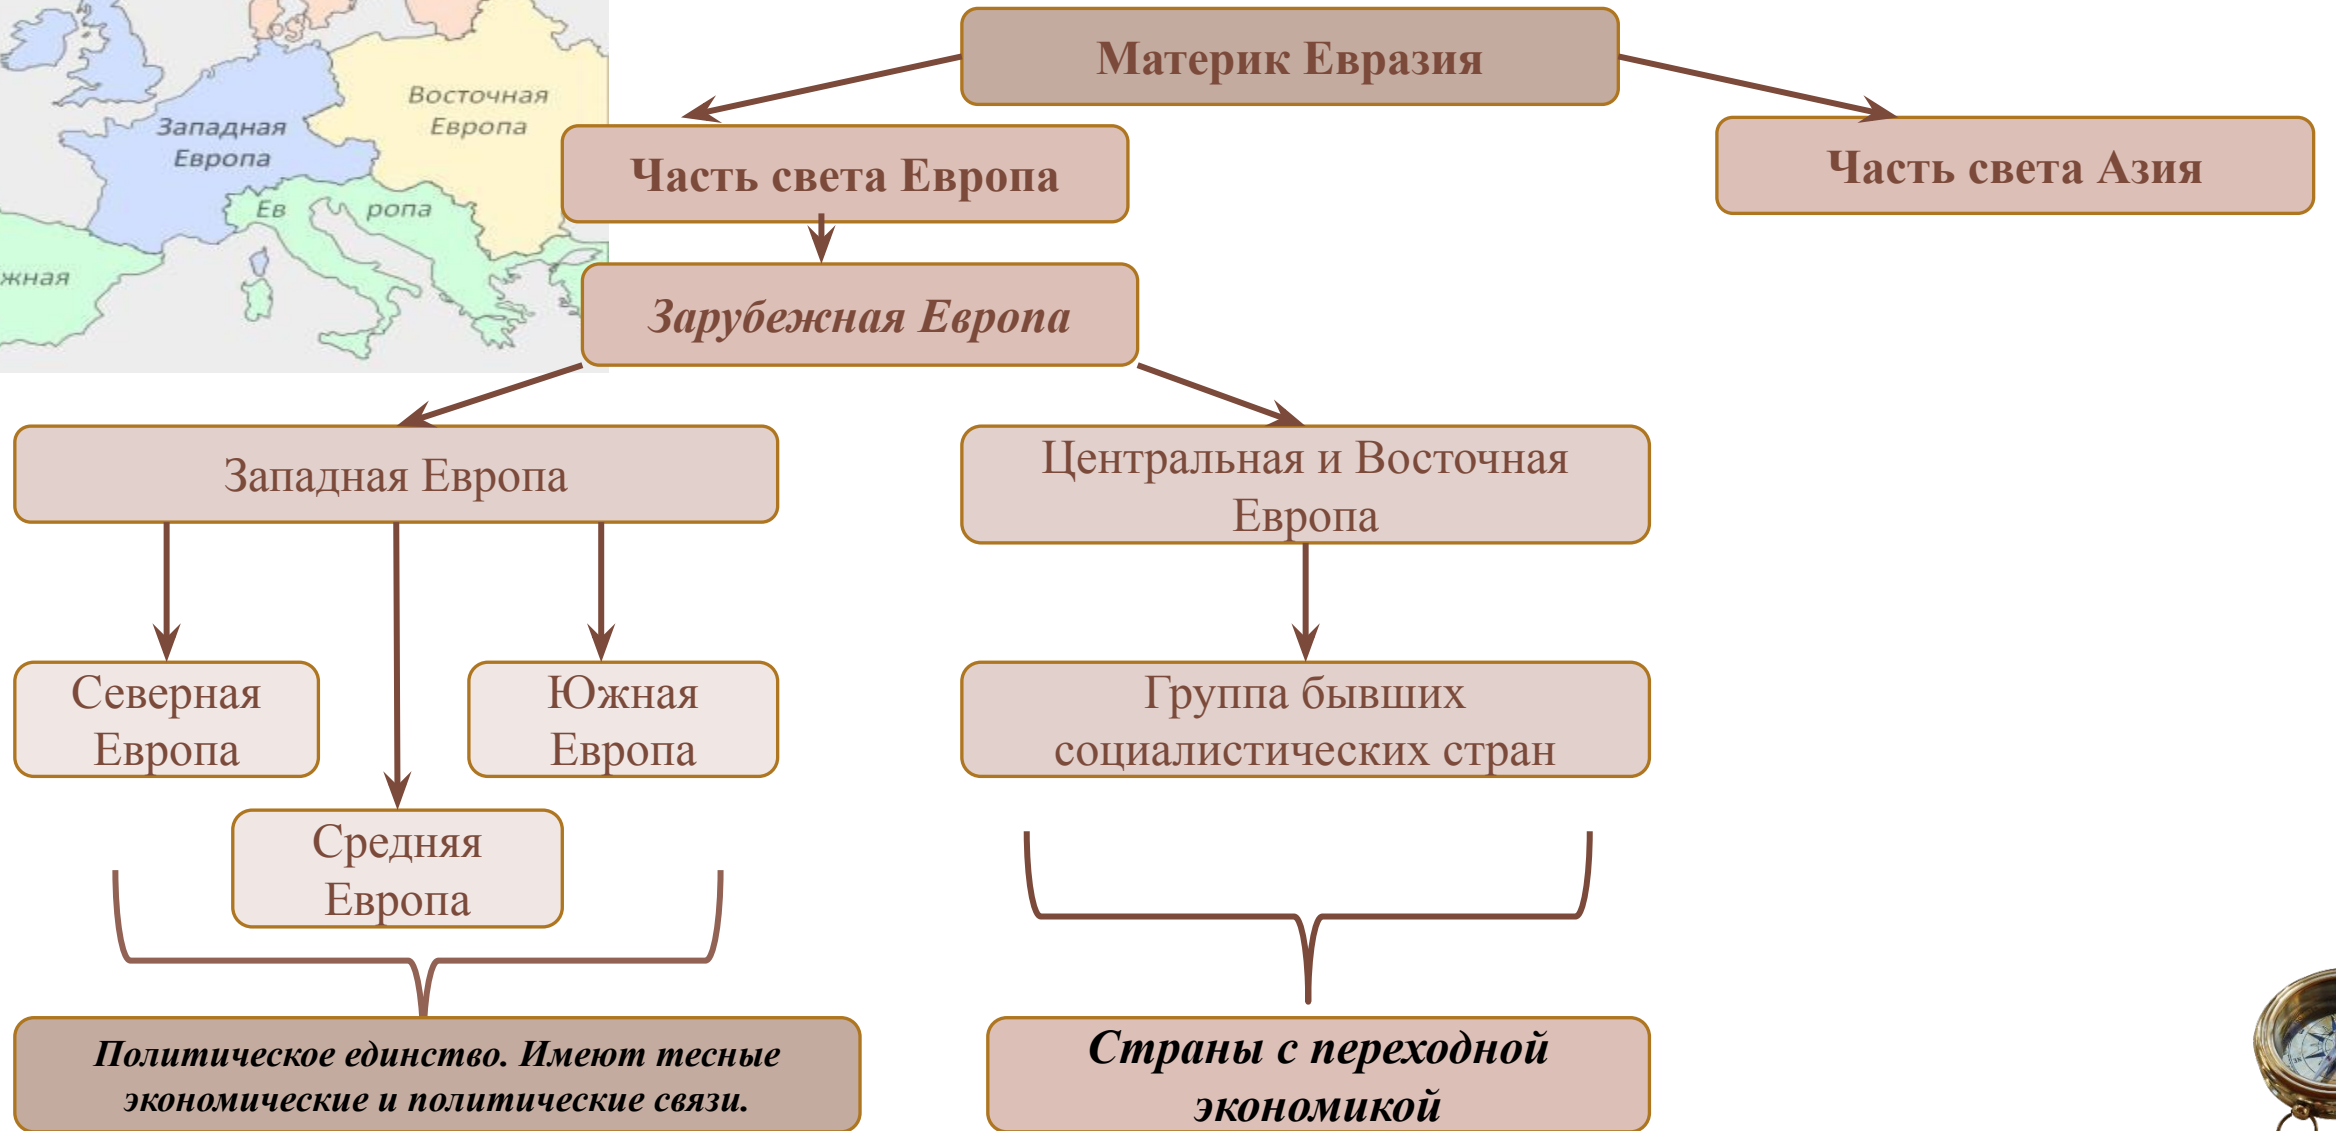 Материк Евразия
Восточная
Европа
Западная
Европа
Часть света Европа
Часть света Азия
Ев
ропа
жная
Зарубежная Европа
Западная Европа
Центральная и Восточная
Европа
Северная
Европа
Южная
Европа
Группа бывших
социалистических стран
Средняя
Европа
Политическое единство. Имеют тесные
экономические и политические связи.
Страны с переходной
экономикой